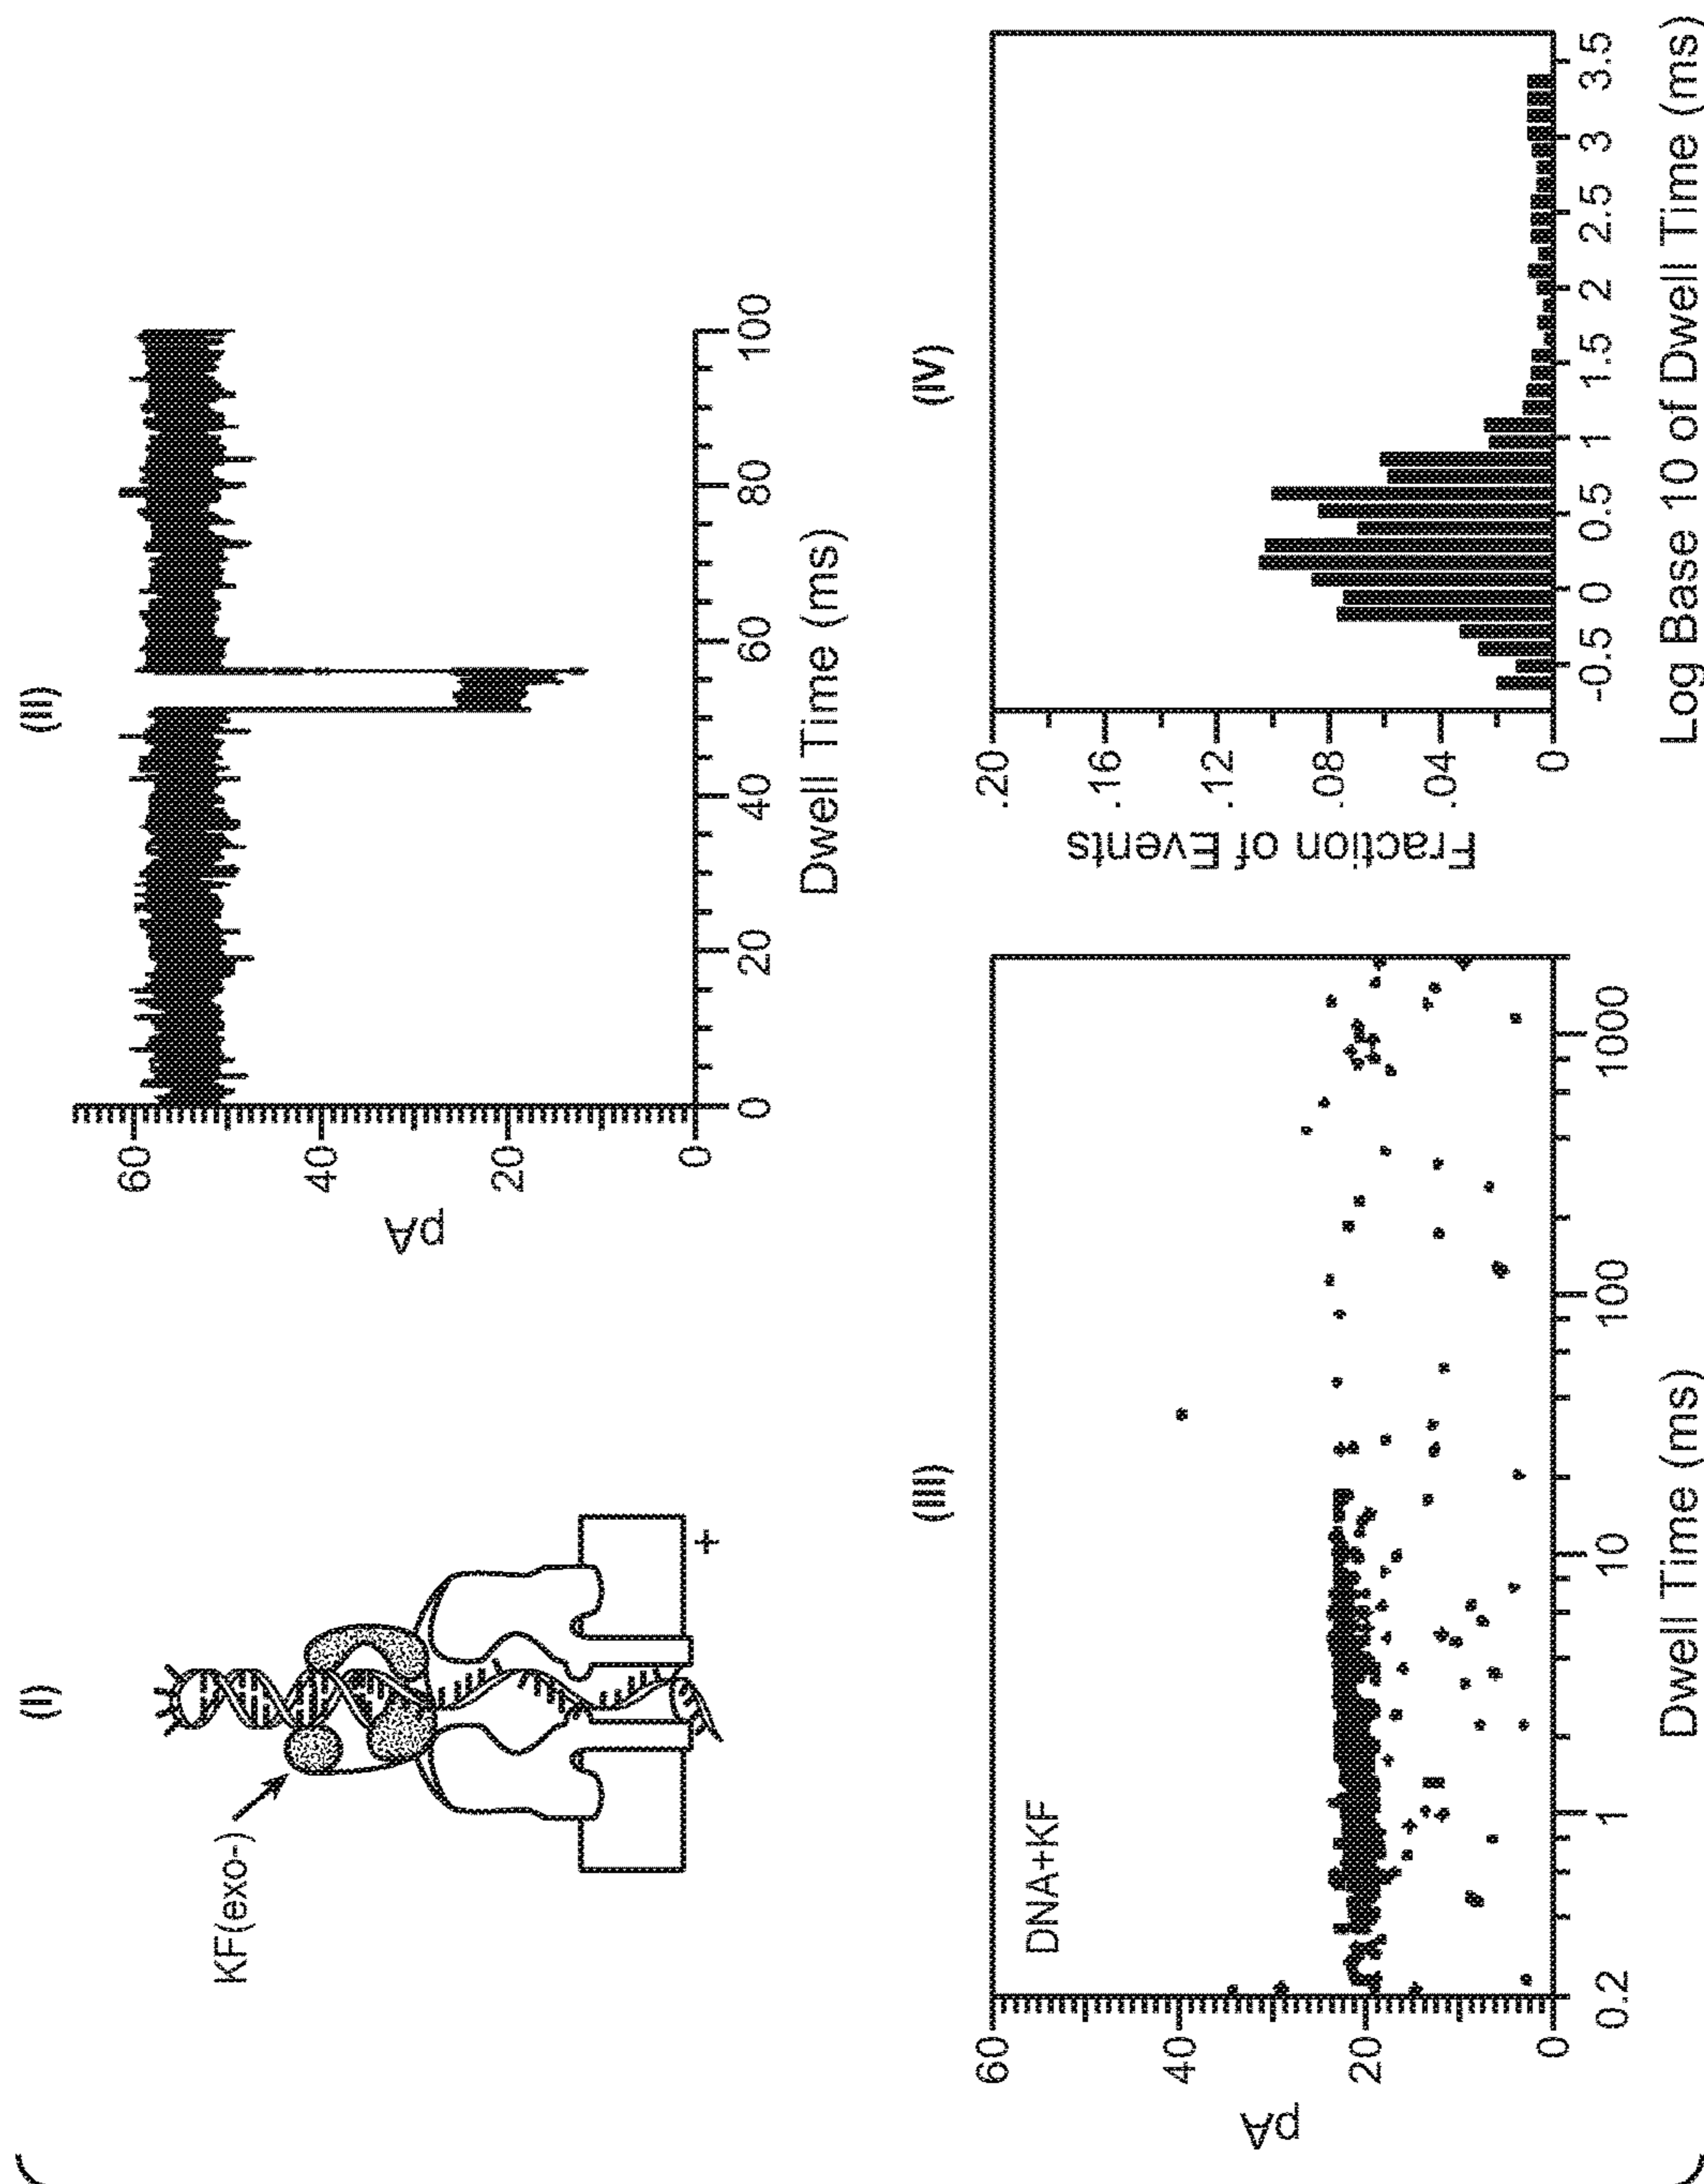 (I)
KF(exo-)
+
(II)
pA
60
40
20
0
0 20 40 60 80 100
Dwell Time (ms)
(III)
DNA+KF
pA
60
40
20
0
0.2 1 10 100 1000
Dwell Time (ms)
(IV)
Fraction of Events
.20
.16
.12
.08
.04
0
-0.5 0 0.5 1 1.5 2 2.5 3 3.5
Log Base 10 of Dwell Time (ms)